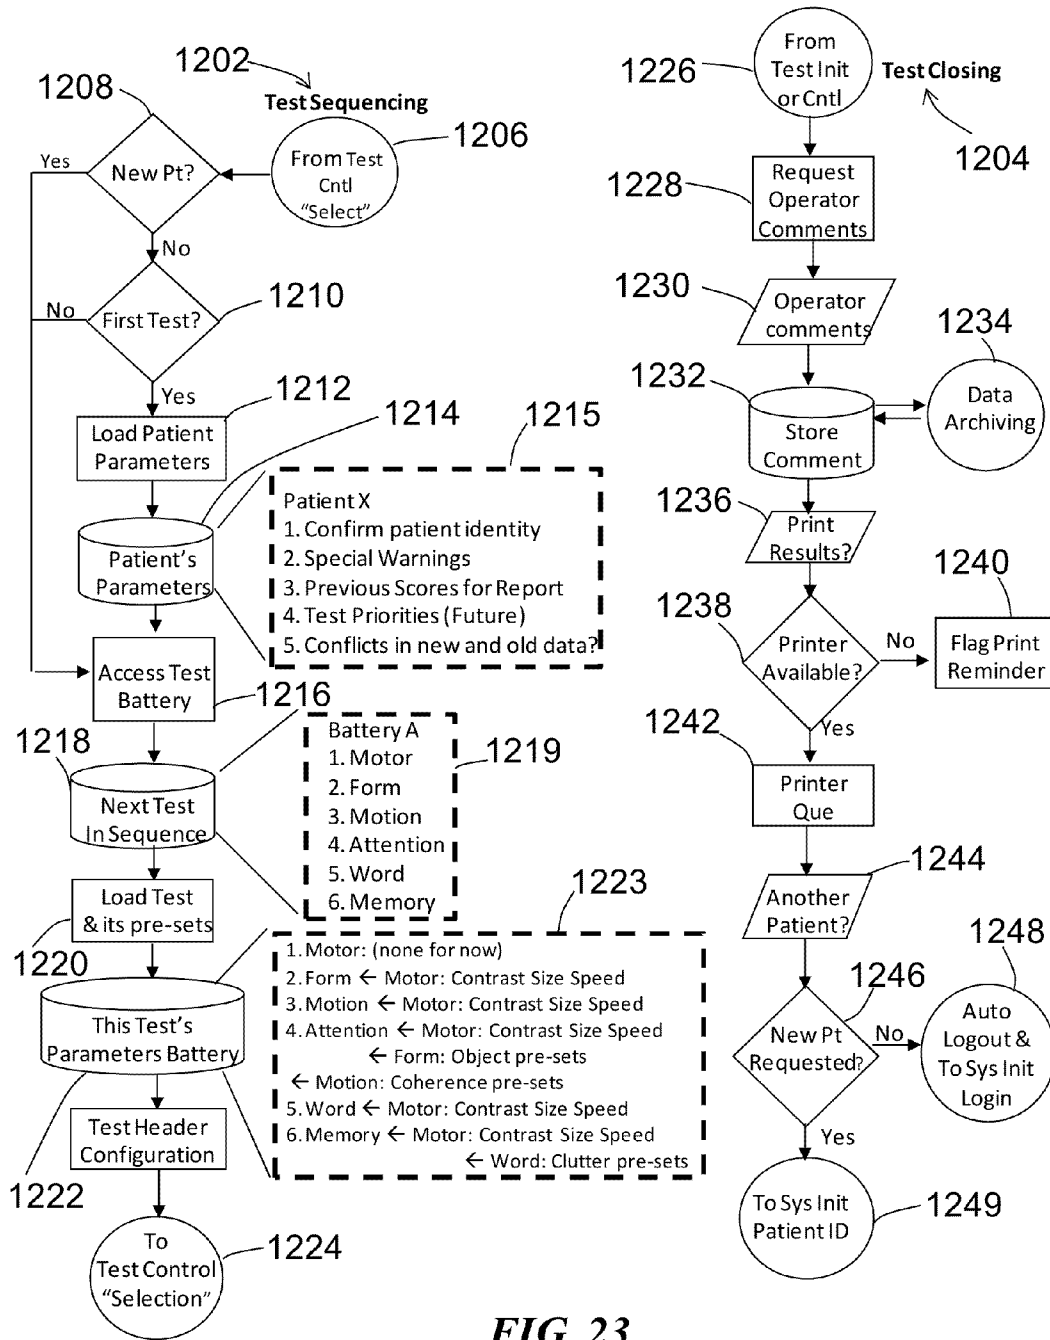 1202
1208
Test Sequencing
1206
Yes
New Pt?
From Test
Cntl
"Select"
No
1210
No
First Test?
Yes
1212
1214
1215
Load Patient
Parameters
Patient's
Parameters
Patient X
1. Confirm patient identity
2. Special Warnings
3. Previous Scores for Report
4. Test Priorities (Future)
5. Conflicts in new and old data?
Access Test
Battery
1216
1218
Next Test
In Sequence
Battery A
1. Motor
2. Form
3. Motion
4. Attention
5. Word
6. Memory
1219
Load Test
& its pre-sets
1220
1223
This Test's
Parameters Battery
1. Motor: (none for now)
2. Form ← Motor: Contrast Size Speed
3. Motion ← Motor: Contrast Size Speed
4. Attention ← Motor: Contrast Size Speed
← Form: Object pre-sets
← Motion: Coherence pre-sets
5. Word ← Motor: Contrast Size Speed
6. Memory ← Motor: Contrast Size Speed
← Word: Clutter pre-sets
Test Header
Configuration
1222
To
Test Control
"Selection"
1224
From
Test Init
or Cntl
1226
Test Closing
1204
1228
Request
Operator
Comments
1230
Operator
comments
1234
1232
Store
Comment
Data
Archiving
1236
Print
Results?
1240
1238
Printer
Available?
No
Flag Print
Reminder
Yes
1242
Printer
Que
1244
Another
Patient?
1248
1246
New Pt
Requested?
No
Auto
Logout &
To Sys Init
Login
Yes
To Sys Init
Patient ID
1249
FIG. 23